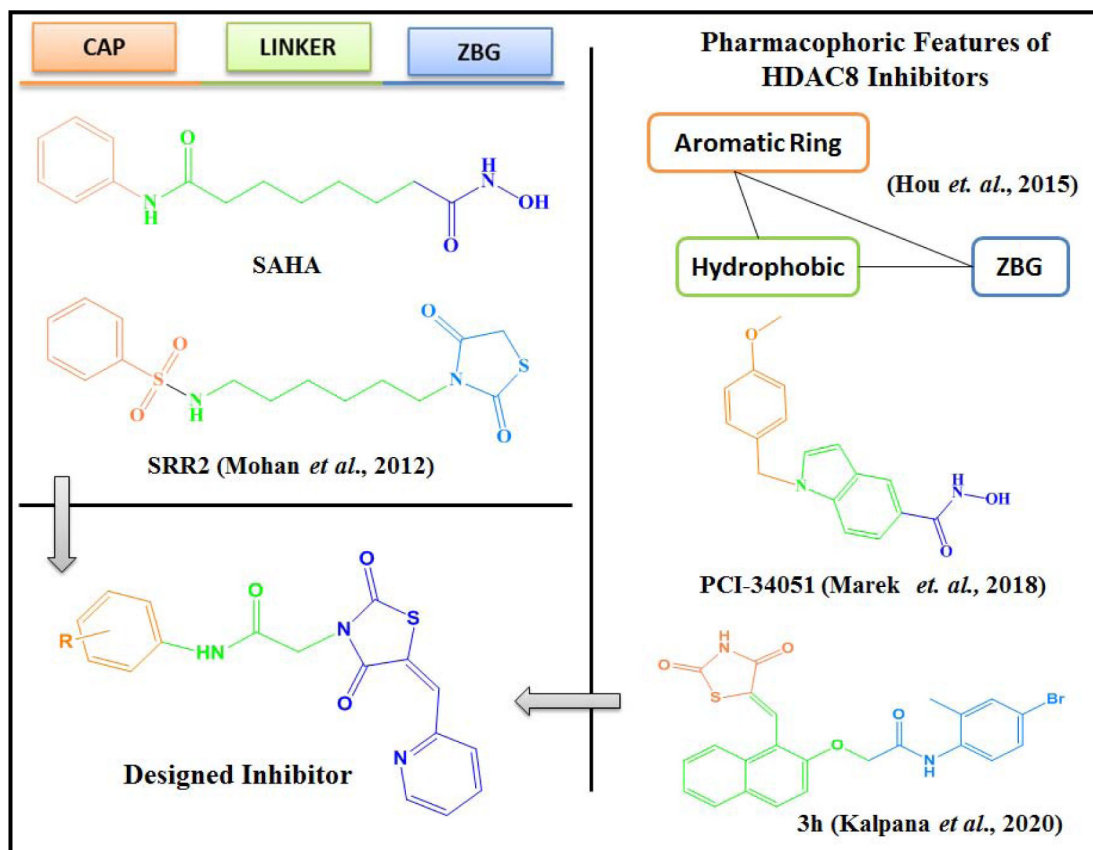 CAP
LINKER
ZBG
O
N
H
H
N
OH
O
SAHA
O
S
O
N
H
O
N
S
O
SRR2 (Mohan et al., 2012)
R
HN
O
N
O
S
O
N
Designed Inhibitor
Pharmacophoric Features of
HDAC8 Inhibitors
Aromatic Ring
(Hou et. al., 2015)
Hydrophobic
ZBG
O
N
H
N
OH
O
PCI-34051 (Marek et. al., 2018)
O
NH
O
S
O
O
N
H
Br
3h (Kalpana et al., 2020)